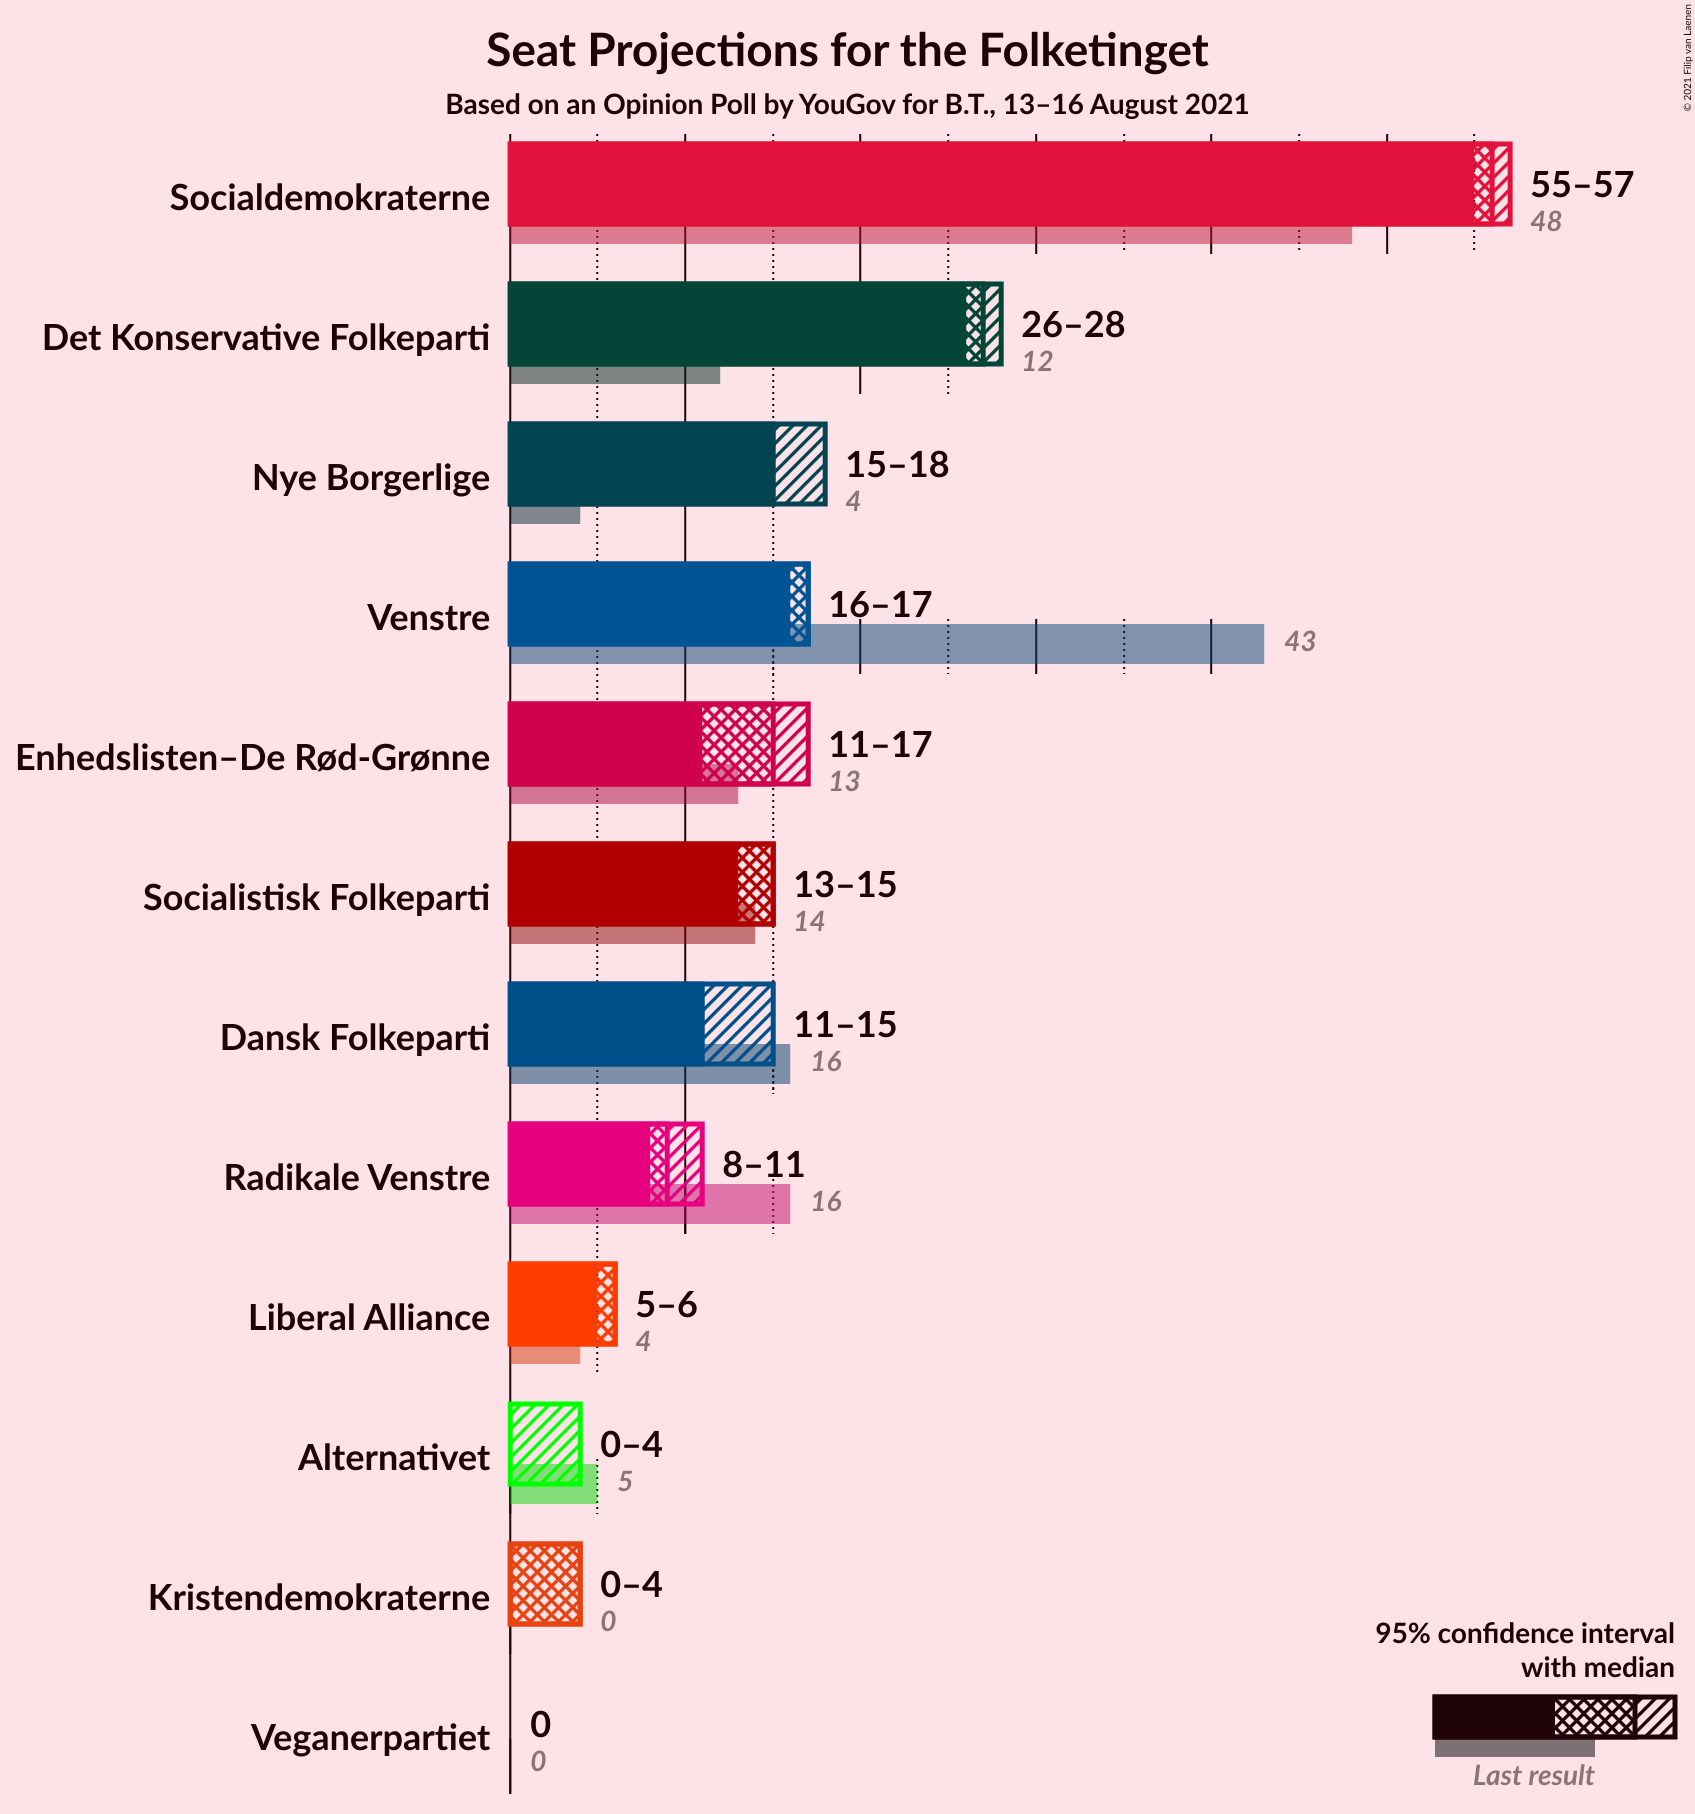 Seat Projections for the Folketinget
Based on an Opinion Poll by YouGov for B.T., 13–16 August 2021
© 2021 Filip van Laenen
Socialdemokraterne
55–57
48
Det Konservative Folkeparti
26–28
12
Nye Borgerlige
15–18
4
Venstre
16–17
43
Enhedslisten–De Rød-Grønne
11–17
13
Socialistisk Folkeparti
13–15
14
Dansk Folkeparti
11–15
16
Radikale Venstre
8–11
16
Liberal Alliance
5–6
4
Alternativet
0–4
5
Kristendemokraterne
0–4
0
Veganerpartiet
0
0
95% confidence interval
with median
Last result